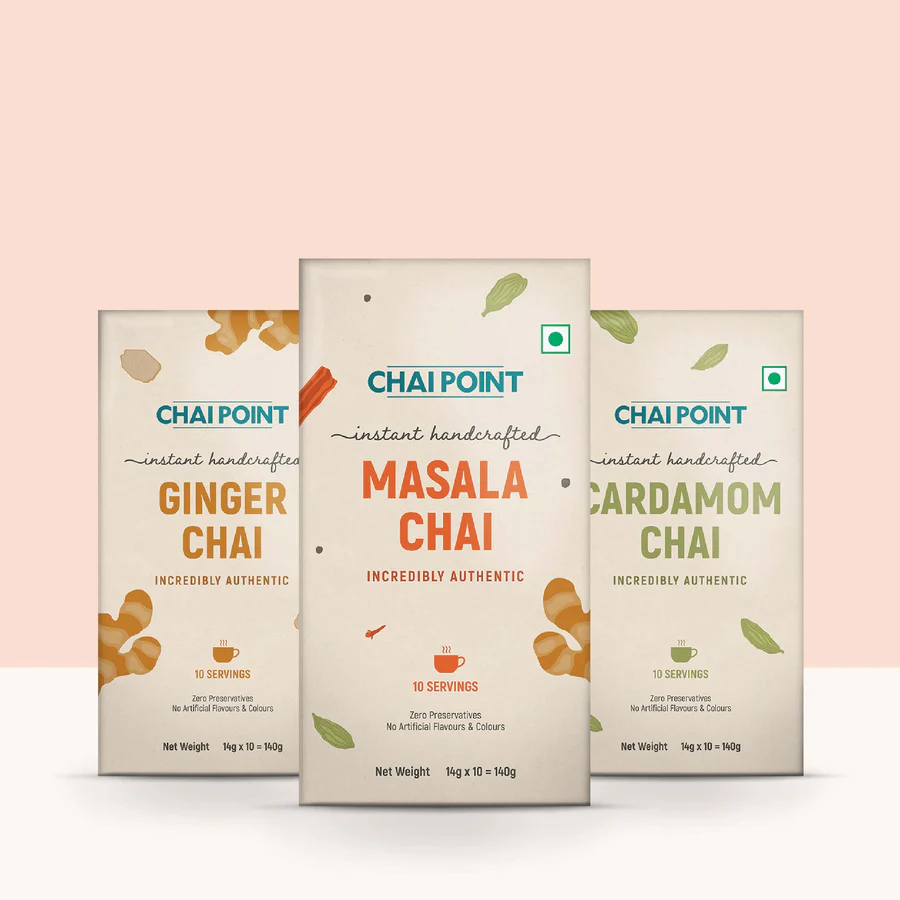 CHAI POINT
instant handcrafted
GINGER
CHAI
INCREDIBLY AUTHENTIC
10 SERVINGS
Zero Preservatives
No Artificial Flavours & Colours
Net Weight 14g x 10 = 140g
CHAI POINT
instant handcrafted
MASALA
CHAI
INCREDIBLY AUTHENTIC
10 SERVINGS
Zero Preservatives
No Artificial Flavours & Colours
Net Weight 14g x 10 = 140g
CHAI POINT
instant handcrafted
CARDAMOM
CHAI
INCREDIBLY AUTHENTIC
10 SERVINGS
Zero Preservatives
No Artificial Flavours & Colours
Net Weight 14g x 10 = 140g